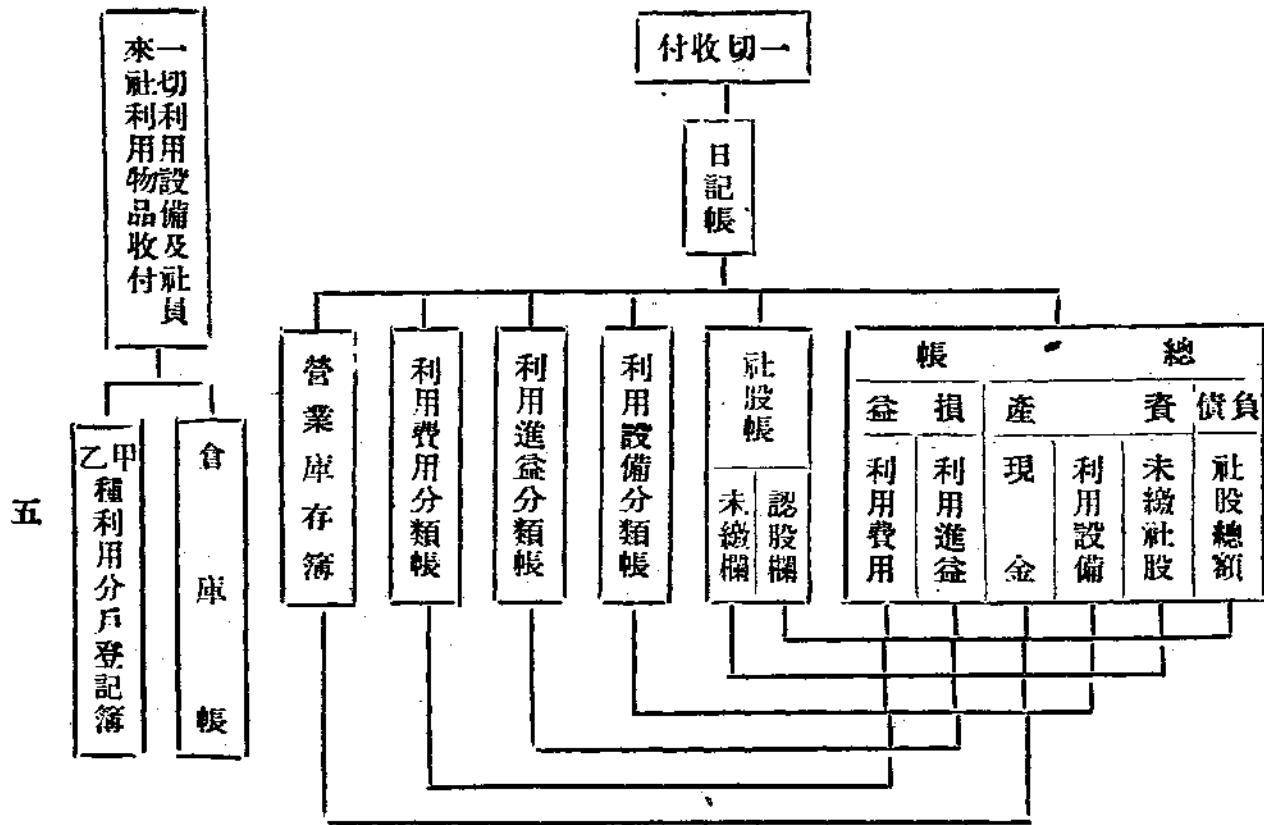 一切收付
日記帳
總帳
負債
資產
損益
社股總額
未繳社股
利用設備
現金
利用進益
利用費用
社股帳
認股欄
未繳欄
利用設備分類帳
利用進益分類帳
利用費用分類帳
營業庫存簿
一切利用設備及社員
來社利用物品收付
倉庫帳
甲乙種利用分戶登記簿
五